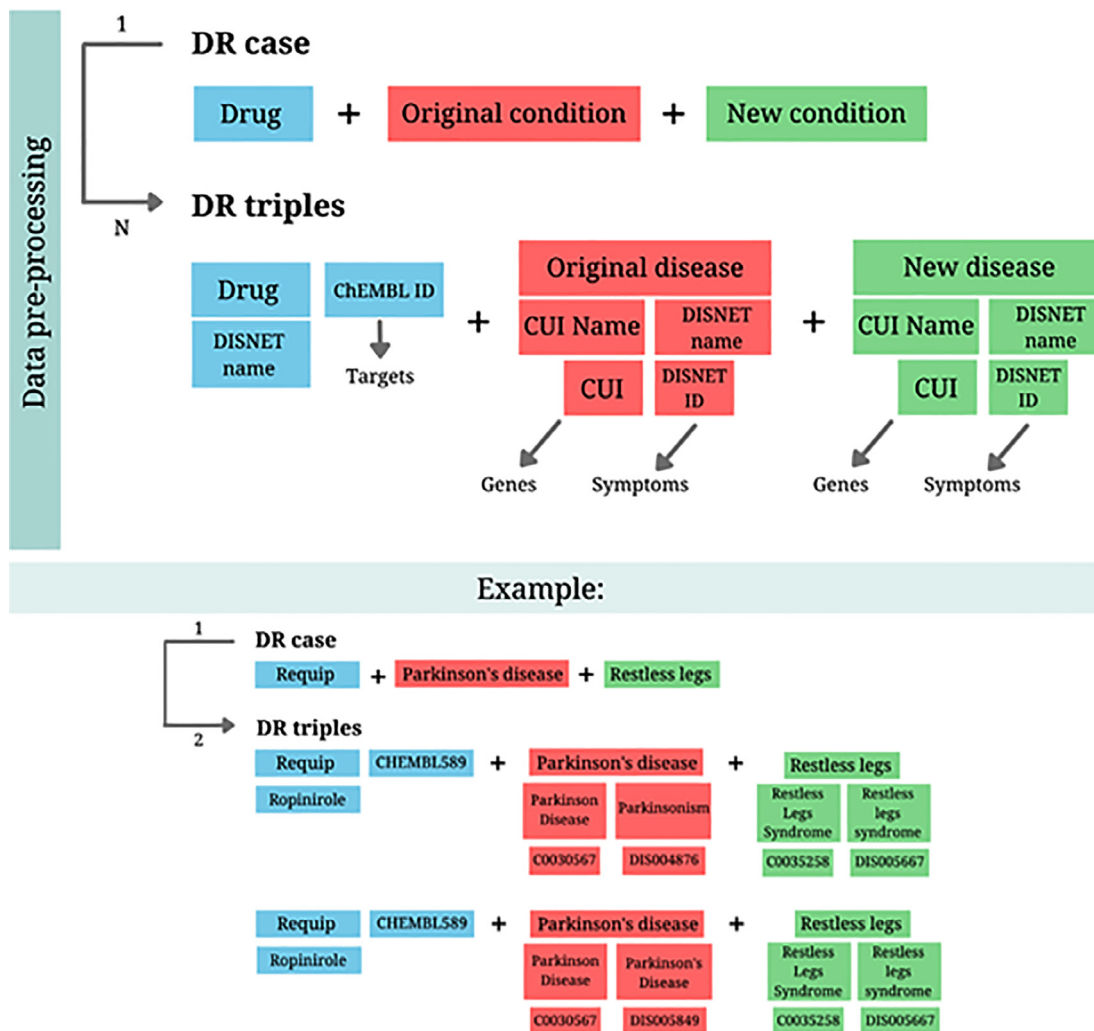 Data pre-processing
1
DR case
Drug + Original condition + New condition
N
DR triples
Drug ChEMBL ID + Original disease + New disease
DISNET name
Targets
CUI Name DISNET name
CUI DISNET ID
Genes Symptoms
CUI Name DISNET name
CUI DISNET ID
Genes Symptoms
Example:
1
DR case
Requip + Parkinson's disease + Restless legs
2
DR triples
Requip CHEMBL589 + Parkinson's disease + Restless legs
Ropinirole
Parkinson Disease
Parkinsonism
Restless Legs Syndrome
Restless legs syndrome
C0030567 DIS004876 C0035258 DIS005667
Requip CHEMBL589 + Parkinson's disease + Restless legs
Ropinirole
Parkinson Disease
Parkinson's Disease
Restless Legs Syndrome
Restless legs syndrome
C0030567 DIS005849 C0035258 DIS005667